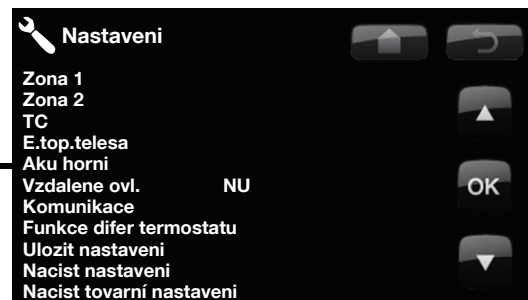 Nastaveni
Zona 1
Zona 2
TC
E.top.telesa
Aku horni
Vzdalene ovl. NU
OK
Komunikace
Funkce difer termostatu
Ulozit nastaveni
Nacist nastaveni
Nacist tovarní nastaveni